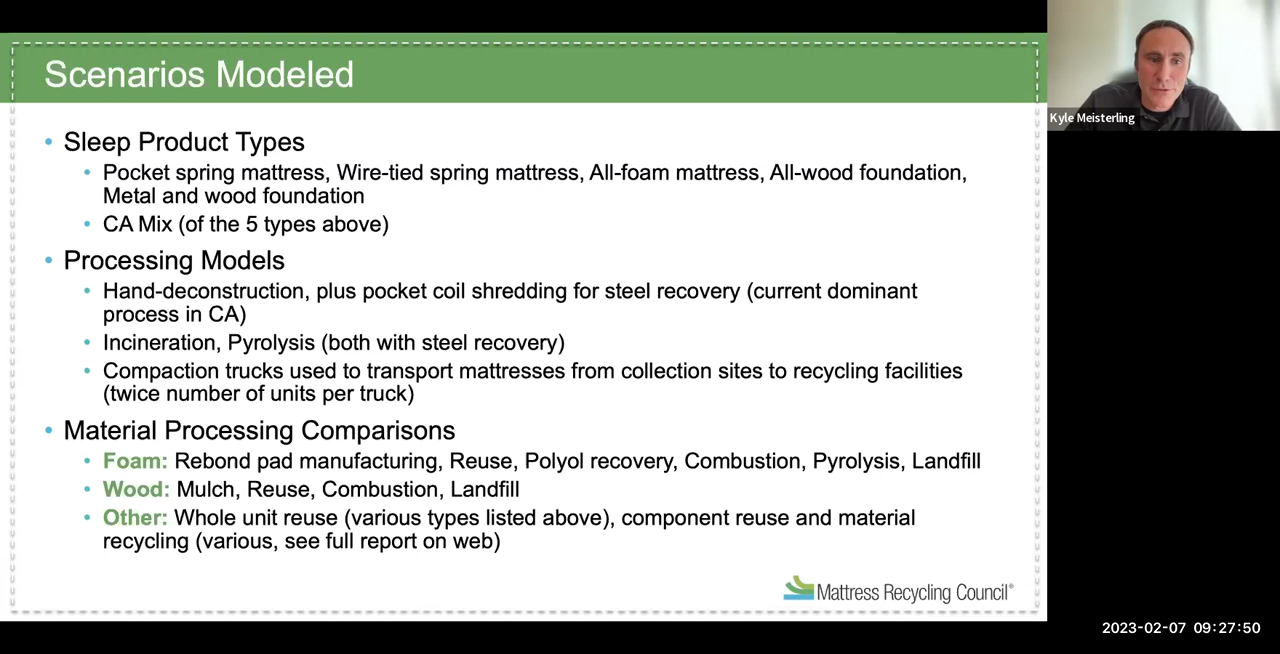 Scenarios Modeled
• Sleep Product Types
• Pocket spring mattress, Wire-tied spring mattress, All-foam mattress, All-wood foundation,
Metal and wood foundation
• CA Mix (of the 5 types above)
• Processing Models
• Hand-deconstruction, plus pocket coil shredding for steel recovery (current dominant
process in CA)
• Incineration, Pyrolysis (both with steel recovery)
• Compaction trucks used to transport mattresses from collection sites to recycling facilities
(twice number of units per truck)
• Material Processing Comparisons
• Foam: Rebond pad manufacturing, Reuse, Polyol recovery, Combustion, Pyrolysis, Landfill
• Wood: Mulch, Reuse, Combustion, Landfill
• Other: Whole unit reuse (various types listed above), component reuse and material
recycling (various, see full report on web)
Mattress Recycling Council®
Kyle Meisterling
2023-02-07 09:27:50